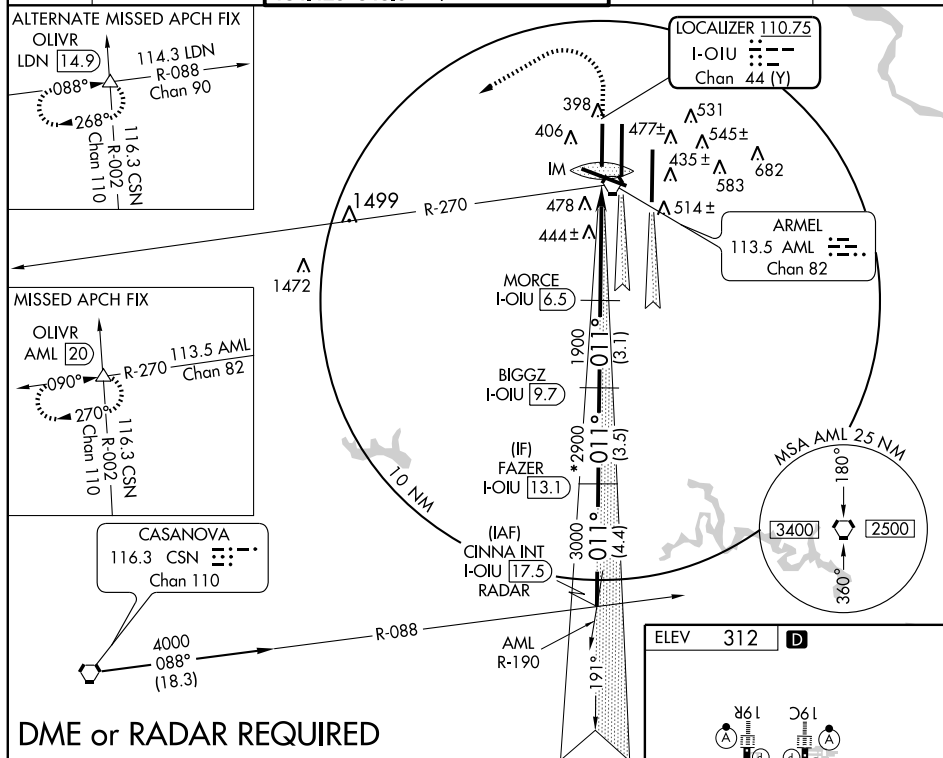 ALTERNATE MISSED APCH FIX
OLIVR
LDN 14.9
114.3 LDN
R-088
Chan 90
088°
268°
116.3 CSN
R-002
Chan 110
LOCALIZER 110.75
I-OIU
Chan 44 (Y)
398
406
531
477±
545±
435±
682
583
IM
478
514±
444±
1499
R-270
1472
ARMEL
113.5 AML
Chan 82
MISSED APCH FIX
OLIVR
AML 20
113.5 AML
R-270
Chan 82
090°
270°
116.3 CSN
R-002
Chan 110
MORCE
I-OIU 6.5
1900
011°
(3.1)
BIGGZ
I-OIU 9.7
*2900
011°
(3.5)
(IF)
FAZER
I-OIU 13.1
3000
011°
(4.4)
(IAF)
CINNA INT
I-OIU 17.5
RADAR
10 NM
MSA AML 25 NM
180°
3400
2500
360°
CASANOVA
116.3 CSN
Chan 110
4000
088°
(18.3)
R-088
AML
R-190
191°
DME or RADAR REQUIRED
ELEV 312 D
19R
19C
A
A
P
P